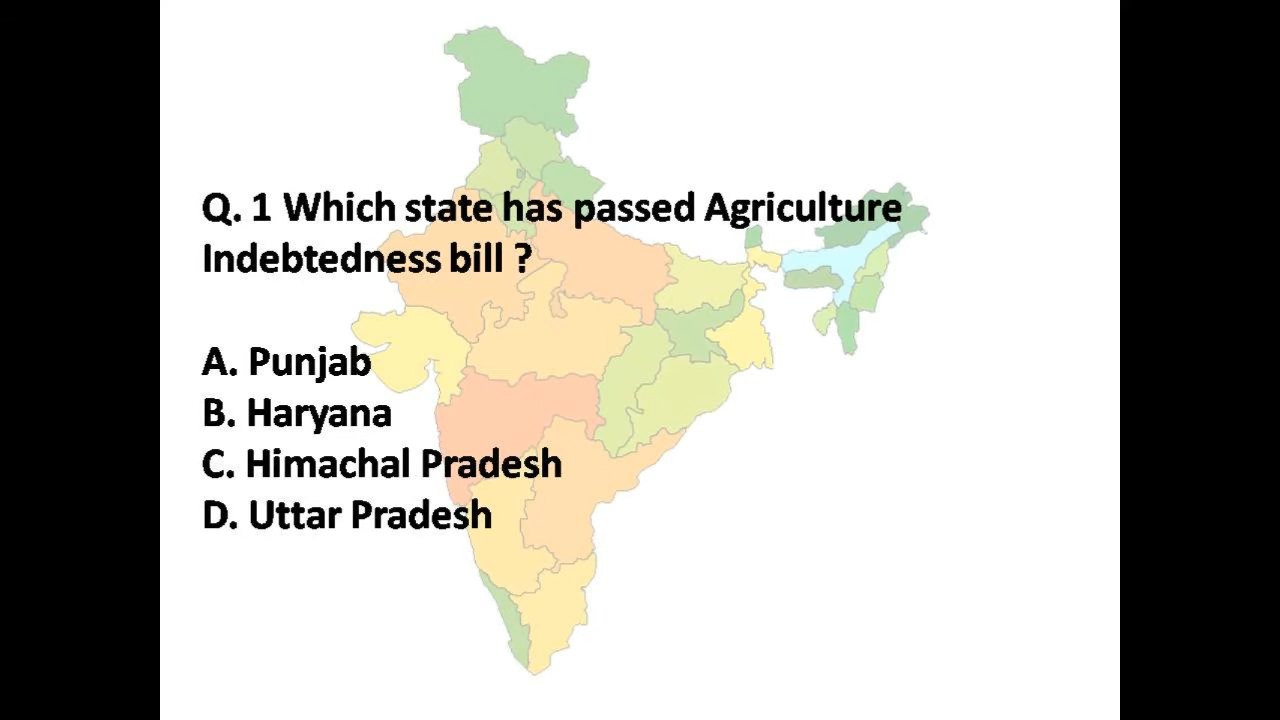 Q. 1 Which state has passed Agriculture
Indebtedness bill ?
A. Punjab
B. Haryana
C. Himachal Pradesh
D. Uttar Pradesh